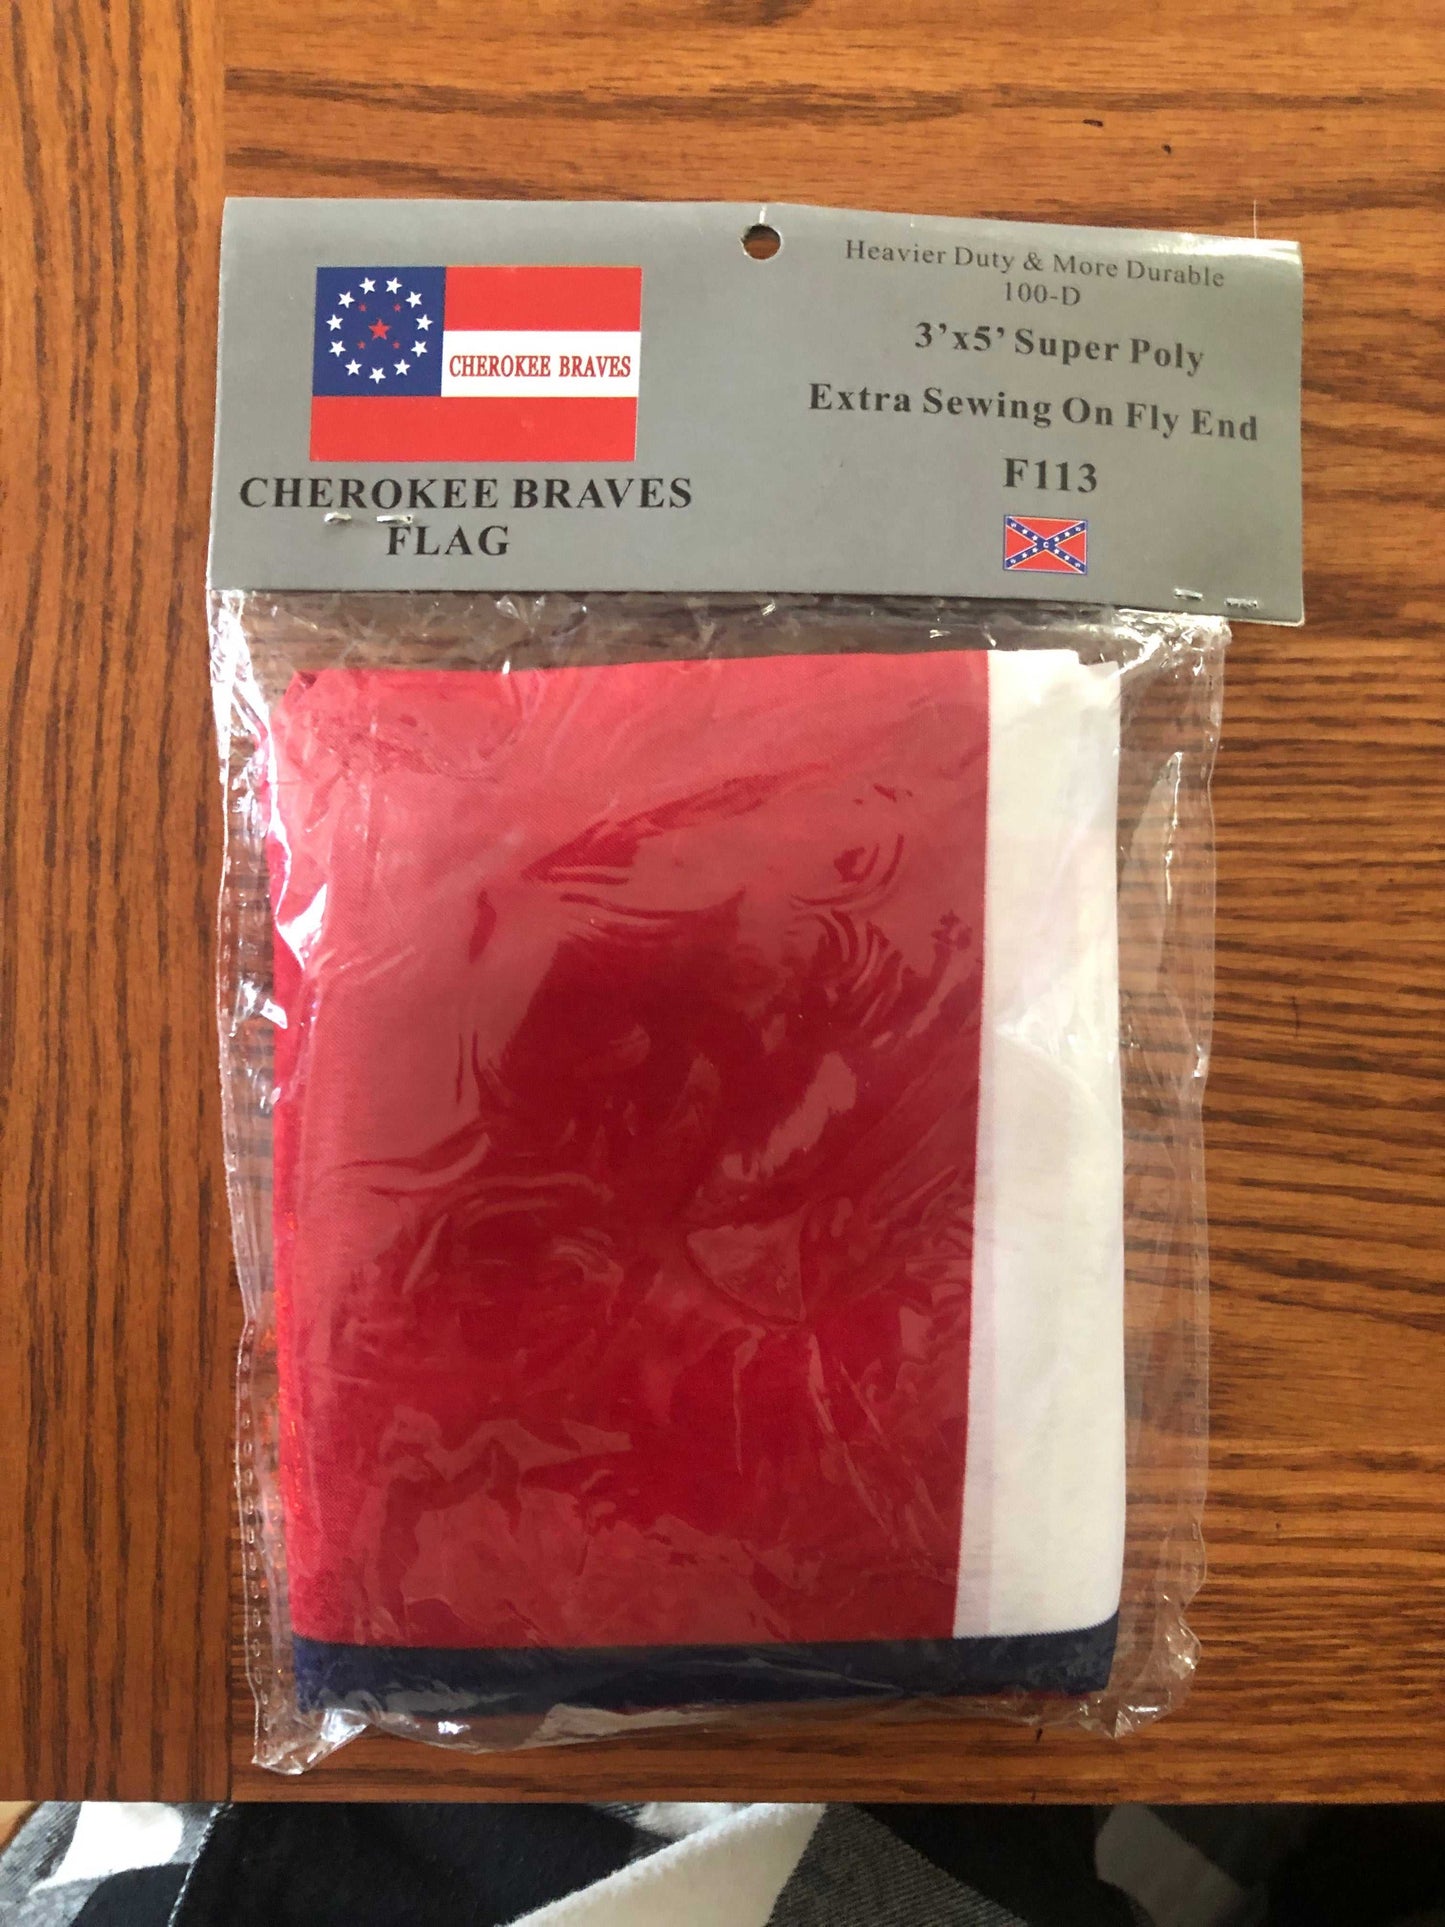 CHEROKEE BRAVES
CHEROKEE BRAVES
FLAG
Heavier Duty & More Durable
100-D
3’x5’ Super Poly
Extra Sewing On Fly End
F113
C